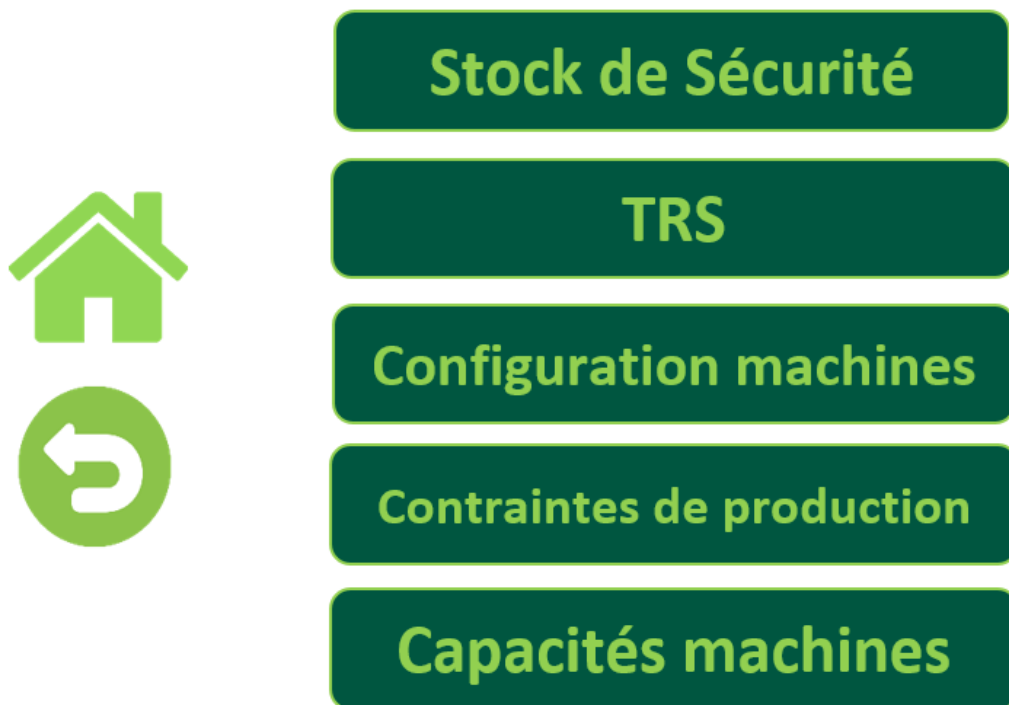 Stock de Sécurité
TRS
Configuration machines
Contraintes de production
Capacités machines